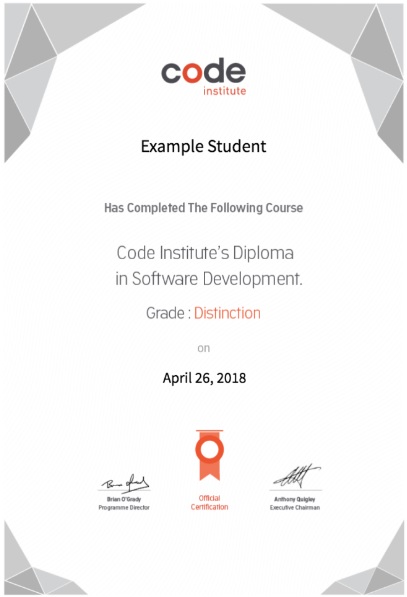 code
institute
Example Student
Has Completed The Following Course
Code Institute's Diploma
in Software Development.
Grade : Distinction
on
April 26, 2018
Brian O'Grady
Programme Director
Official
Certification
Anthony Quigley
Executive Chairman